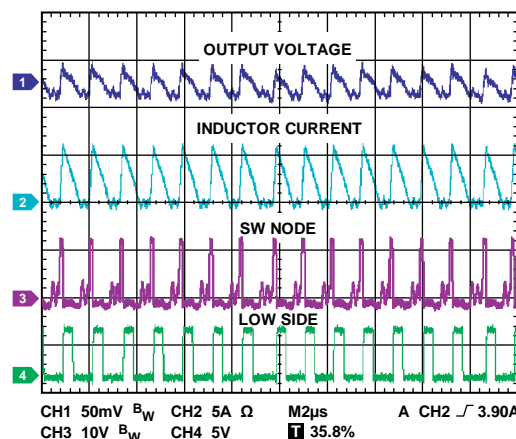 OUTPUT VOLTAGE
1
INDUCTOR CURRENT
2
SW NODE
3
LOW SIDE
4
CH1 50mV BW CH2 5A Ω M2µs A CH2 3.90A
CH3 10V BW CH4 5V T 35.8%